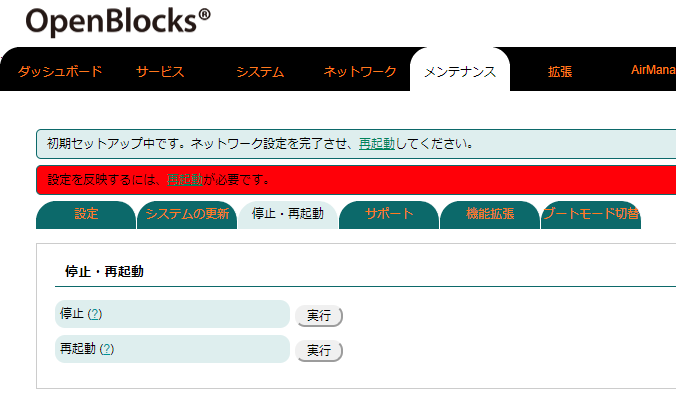 OpenBlocks®
ダッシュボード サービス システム ネットワーク メンテナンス 拡張 AirMana
初期セットアップ中です。ネットワーク設定を完了させ、再起動してください。
設定を反映するには、再起動が必要です。
設定 システムの更新 停止・再起動 サポート 機能拡張 ブートモード切替
停止・再起動
停止 (?) 実行
再起動 (?) 実行